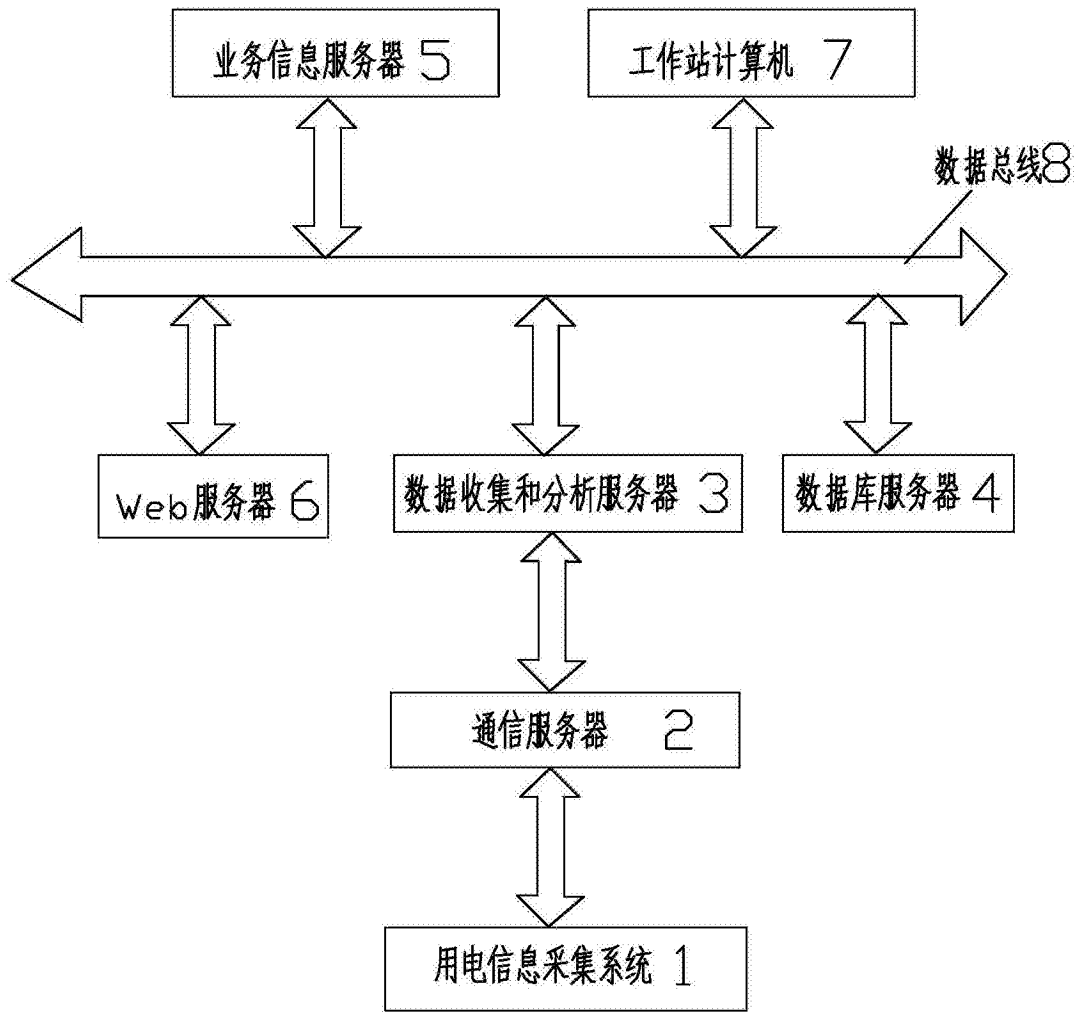 业务信息服务器 5
工作站计算机 7
数据总线8
Web服务器 6
数据收集和分析服务器 3
数据库服务器 4
通信服务器 2
用电信息采集系统 1